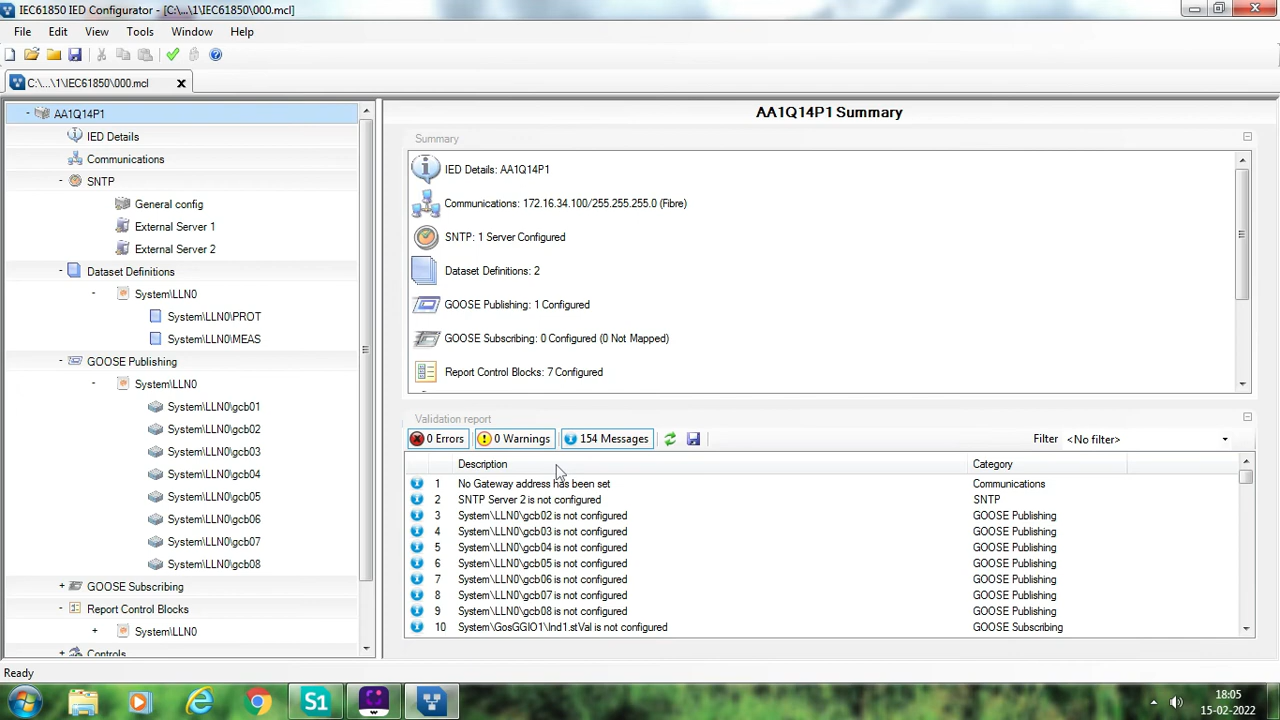 IEC61850 IED Configurator - [C:\...\1\IEC61850\000.mcl]
File Edit View Tools Window Help
C:\...\1\IEC61850\000.mcl
AA1Q14P1
IED Details
Communications
SNTP
General config
External Server 1
External Server 2
Dataset Definitions
System\LLN0
System\LLN0\PROT
System\LLN0\MEAS
GOOSE Publishing
System\LLN0
System\LLN0\gcb01
System\LLN0\gcb02
System\LLN0\gcb03
System\LLN0\gcb04
System\LLN0\gcb05
System\LLN0\gcb06
System\LLN0\gcb07
System\LLN0\gcb08
GOOSE Subscribing
Report Control Blocks
System\LLN0
Controls
AA1Q14P1 Summary
Summary
IED Details: AA1Q14P1
Communications: 172.16.34.100/255.255.255.0 (Fibre)
SNTP: 1 Server Configured
Dataset Definitions: 2
GOOSE Publishing: 1 Configured
GOOSE Subscribing: 0 Configured (0 Not Mapped)
Report Control Blocks: 7 Configured
Validation report
0 Errors 0 Warnings 154 Messages Filter <No filter>
Description Category
1 No Gateway address has been set Communications
2 SNTP Server 2 is not configured SNTP
3 System\LLN0\gcb02 is not configured GOOSE Publishing
4 System\LLN0\gcb03 is not configured GOOSE Publishing
5 System\LLN0\gcb04 is not configured GOOSE Publishing
6 System\LLN0\gcb05 is not configured GOOSE Publishing
7 System\LLN0\gcb06 is not configured GOOSE Publishing
8 System\LLN0\gcb07 is not configured GOOSE Publishing
9 System\LLN0\gcb08 is not configured GOOSE Publishing
10 System\GosGGIO1\Ind1.stVal is not configured GOOSE Subscribing
Ready
S1
18:05
15-02-2022